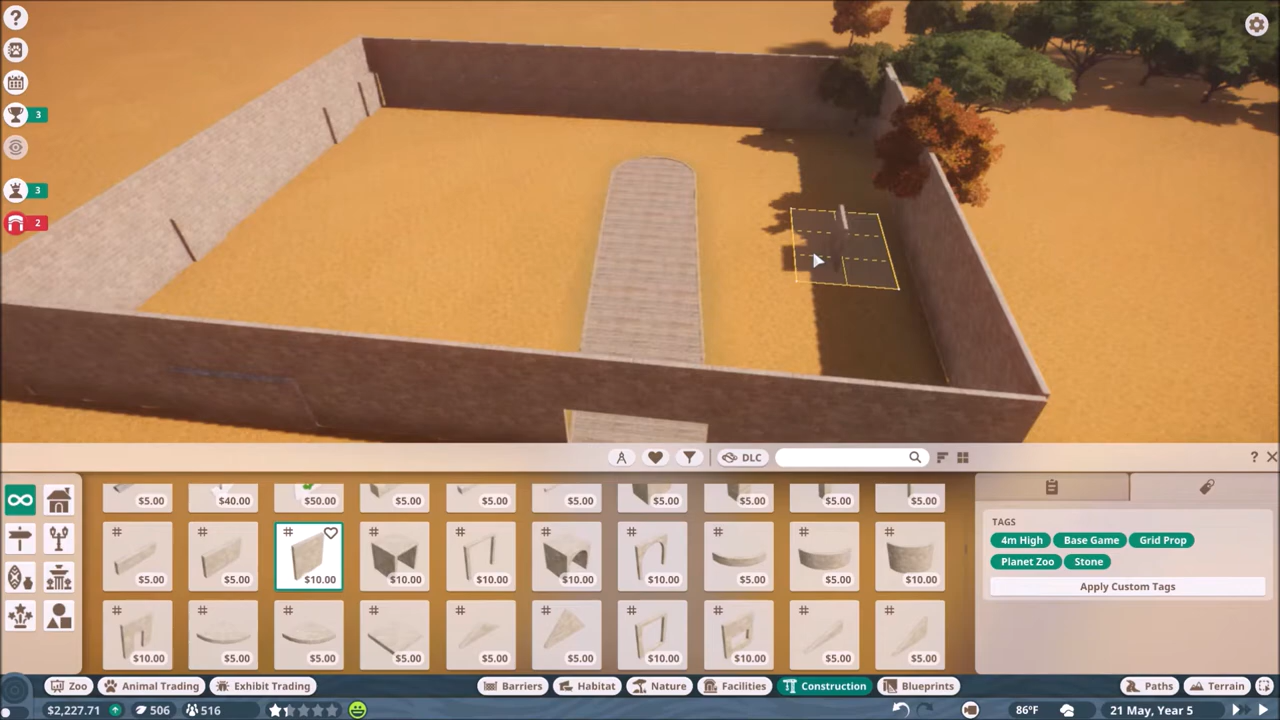 ?
3
3
2
DLC
? ×
$5.00 $40.00 $50.00 $5.00 $5.00 $5.00 $5.00 $5.00 $5.00 $5.00
# # # # # # # # # #
$5.00 $5.00 $10.00 $10.00 $10.00 $10.00 $10.00 $5.00 $5.00 $10.00
# # # # # # # # # #
$10.00 $5.00 $5.00 $5.00 $5.00 $5.00 $10.00 $10.00 $5.00 $5.00
TAGS
4m High Base Game Grid Prop
Planet Zoo Stone
Apply Custom Tags
Zoo Animal Trading Exhibit Trading Barriers Habitat Nature Facilities Construction Blueprints Paths Terrain
$2,227.71 506 516 86°F 21 May, Year 5